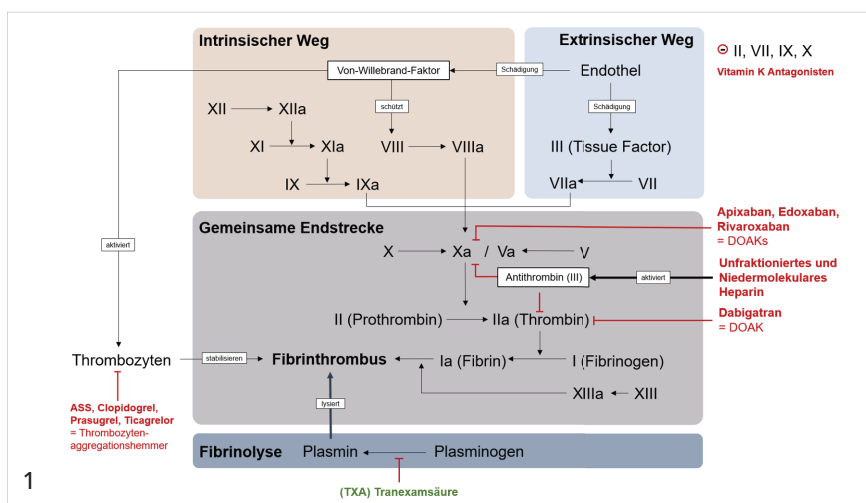 Intrinsischer Weg
Extrinsischer Weg
⊖ II, VII, IX, X
Vitamin K Antagonisten
Von-Willebrand-Faktor
Schädigung
Endothel
schützt
Schädigung
XII
XIIa
XI
XIa
VIII
VIIIa
III (Tissue Factor)
IX
IXa
VIIa
VII
aktiviert
Gemeinsame Endstrecke
Apixaban, Edoxaban,
Rivaroxaban
= DOAKs
X
Xa / Va
V
Antithrombin (III)
aktiviert
Unfraktioniertes und
Niedermolekulares
Heparin
II (Prothrombin)
IIa (Thrombin)
Dabigatran
= DOAK
Thrombozyten
stabilisieren
Fibrinthrombus
Ia (Fibrin)
I (Fibrinogen)
XIIIa
XIII
ASS, Clopidogrel,
Prasugrel, Ticagrelor
= Thrombozyten-
aggregationshemmer
lysiert
Fibrinolyse
Plasmin
Plasminogen
(TXA) Tranexamsäure
1